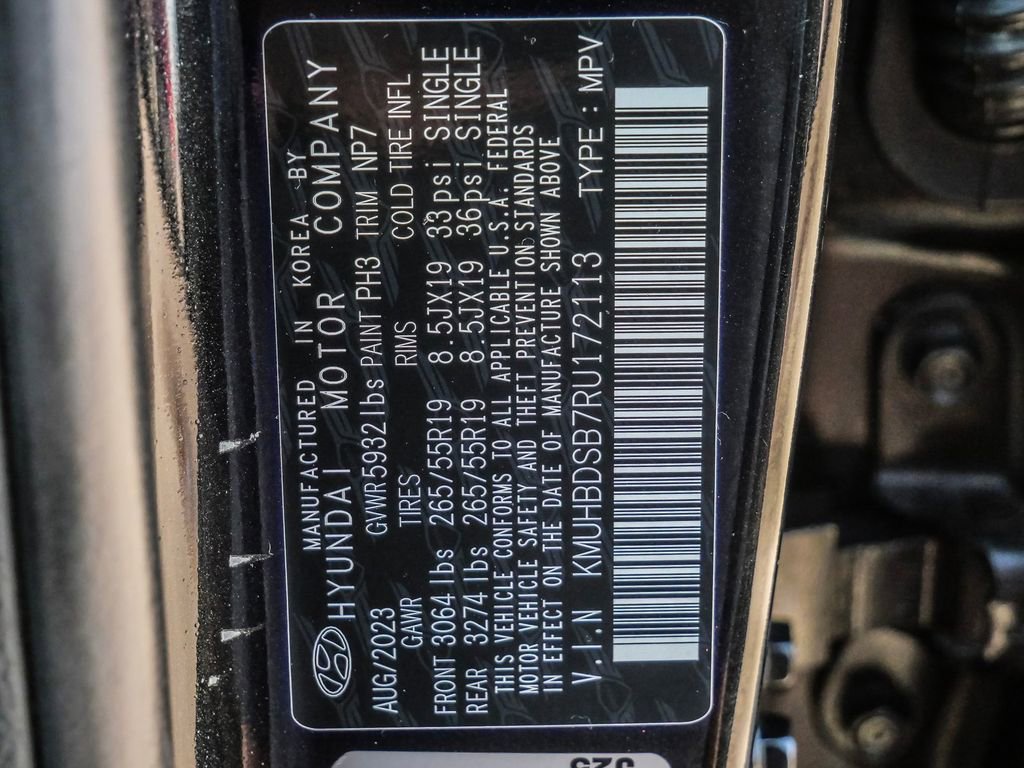 MANUFACTURED IN KOREA BY
HYUNDAI MOTOR COMPANY
AUG/2023 GVWR 5932lbs PAINT PH3 TRIM NP7
GAWR TIRES RIMS COLD TIRE INFL
FRONT 3064lbs 265/55R19 8.5JX19 33psi SINGLE
REAR 3274lbs 265/55R19 8.5JX19 36psi SINGLE
THIS VEHICLE CONFORMS TO ALL APPLICABLE U.S.A. FEDERAL
MOTOR VEHICLE SAFETY AND THEFT PREVENTION STANDARDS
IN EFFECT ON THE DATE OF MANUFACTURE SHOWN ABOVE
V.I.N KMUHBDSB7RU172113 TYPE : MPV